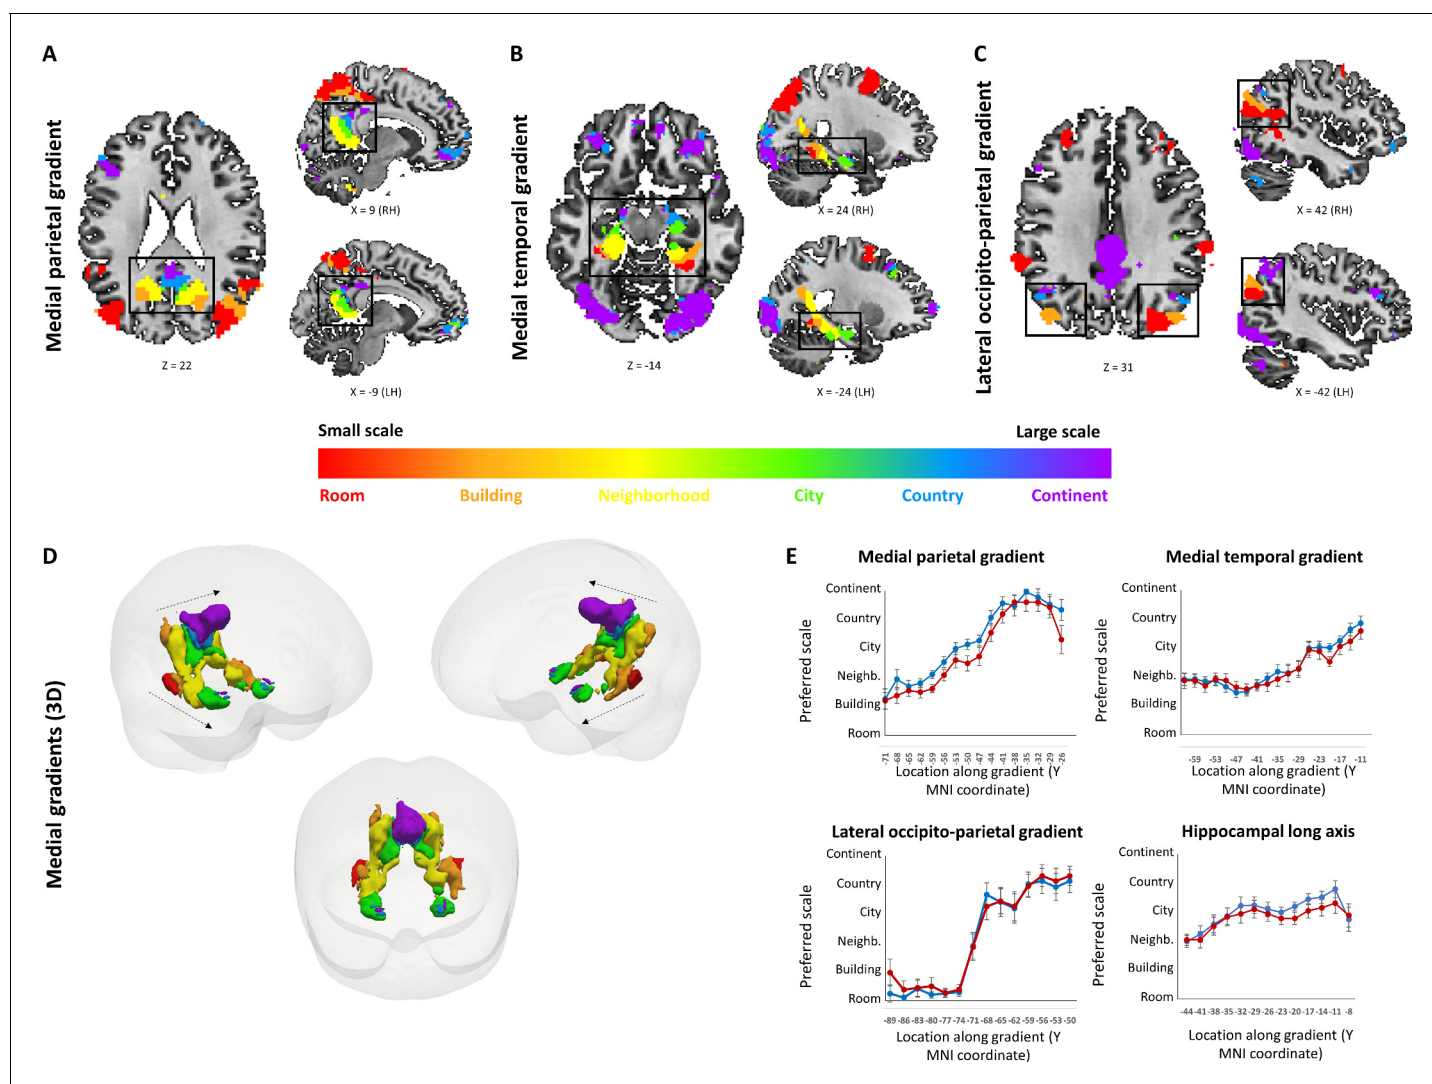 A
Medial parietal gradient
Z = 22
X = 9 (RH)
X = -9 (LH)
B
Medial temporal gradient
Z = -14
X = 24 (RH)
X = -24 (LH)
C
Lateral occipito-parietal gradient
Z = 31
X = 42 (RH)
X = -42 (LH)
Small scale
Large scale
Room
Building
Neighborhood
City
Country
Continent
D
Medial gradients (3D)
E
Medial parietal gradient
Preferred scale
Continent
Country
City
Neighb.
Building
Room
-71 -68 -65 -62 -59 -56 -53 -50 -47 -44 -41 -38 -35 -32 -29 -26
Location along gradient (Y
MNI coordinate)
Medial temporal gradient
Preferred scale
Continent
Country
City
Neighb.
Building
Room
-59 -53 -47 -41 -35 -29 -23 -17 -11
Location along gradient (Y
MNI coordinate)
Lateral occipito-parietal gradient
Preferred scale
Continent
Country
City
Neighb.
Building
Room
-89 -86 -83 -80 -77 -74 -71 -68 -65 -62 -59 -56 -53 -50
Location along gradient (Y
MNI coordinate)
Hippocampal long axis
Preferred scale
Continent
Country
City
Neighb.
Building
Room
-44 -41 -38 -35 -32 -29 -26 -23 -20 -17 -14 -11 -8
Location along gradient (Y
MNI coordinate)